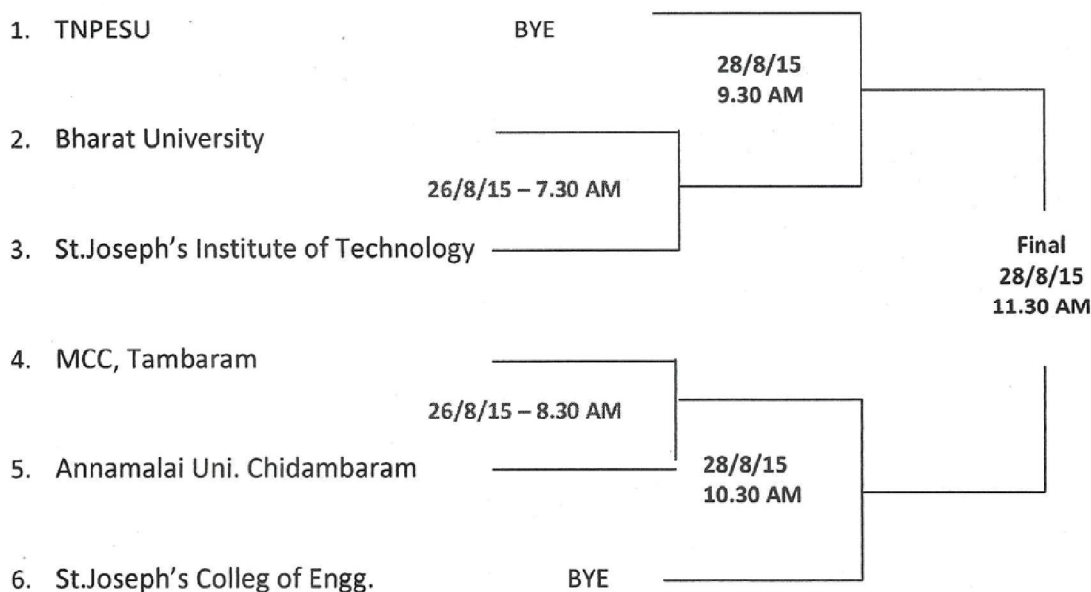 1. TNPESU BYE
28/8/15
9.30 AM
2. Bharat University
26/8/15 – 7.30 AM
3. St.Joseph's Institute of Technology
Final
28/8/15
11.30 AM
4. MCC, Tambaram
26/8/15 – 8.30 AM
5. Annamalai Uni. Chidambaram
28/8/15
10.30 AM
6. St.Joseph's Colleg of Engg. BYE